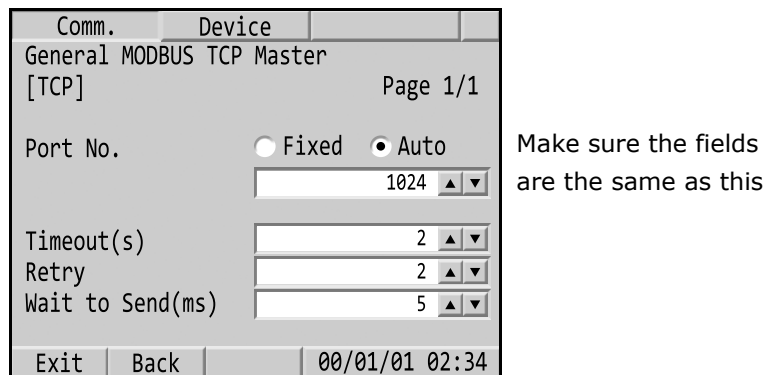 Comm. Device
General MODBUS TCP Master
[TCP] Page 1/1
Port No. Fixed Auto
1024
Timeout(s) 2
Retry 2
Wait to Send(ms) 5
Exit Back 00/01/01 02:34
Make sure the fields
are the same as this